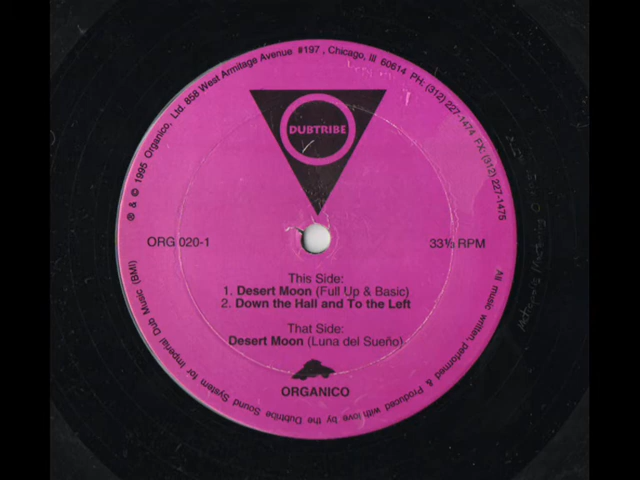 DUBTRIBE
ORG 020-1
33⅓ RPM
This Side:
1. Desert Moon (Full Up & Basic)
2. Down the Hall and To the Left
That Side:
Desert Moon (Luna del Sueño)
ORGANICO
℗ & © 1995 Organico, Ltd. 858 West Armitage Avenue #197, Chicago, Ill 60614 PH: (312) 227-1474 FX: (312) 227-1475
All music written, performed & Produced with love by the Dubtribe Sound System for Imperial Dub Music (BMI)